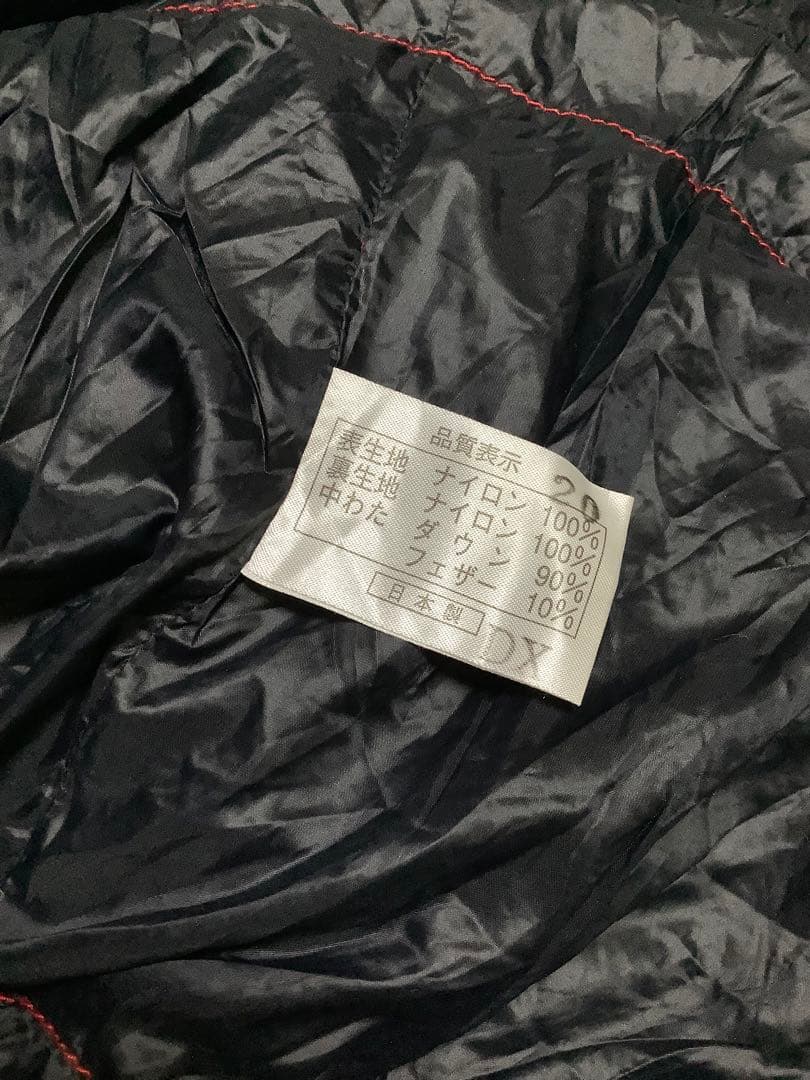 品質表示
20
表生地 ナイロン 100%
裏生地 ナイロン 100%
中わた ダウン 90%
フェザー 10%
日本製
DX